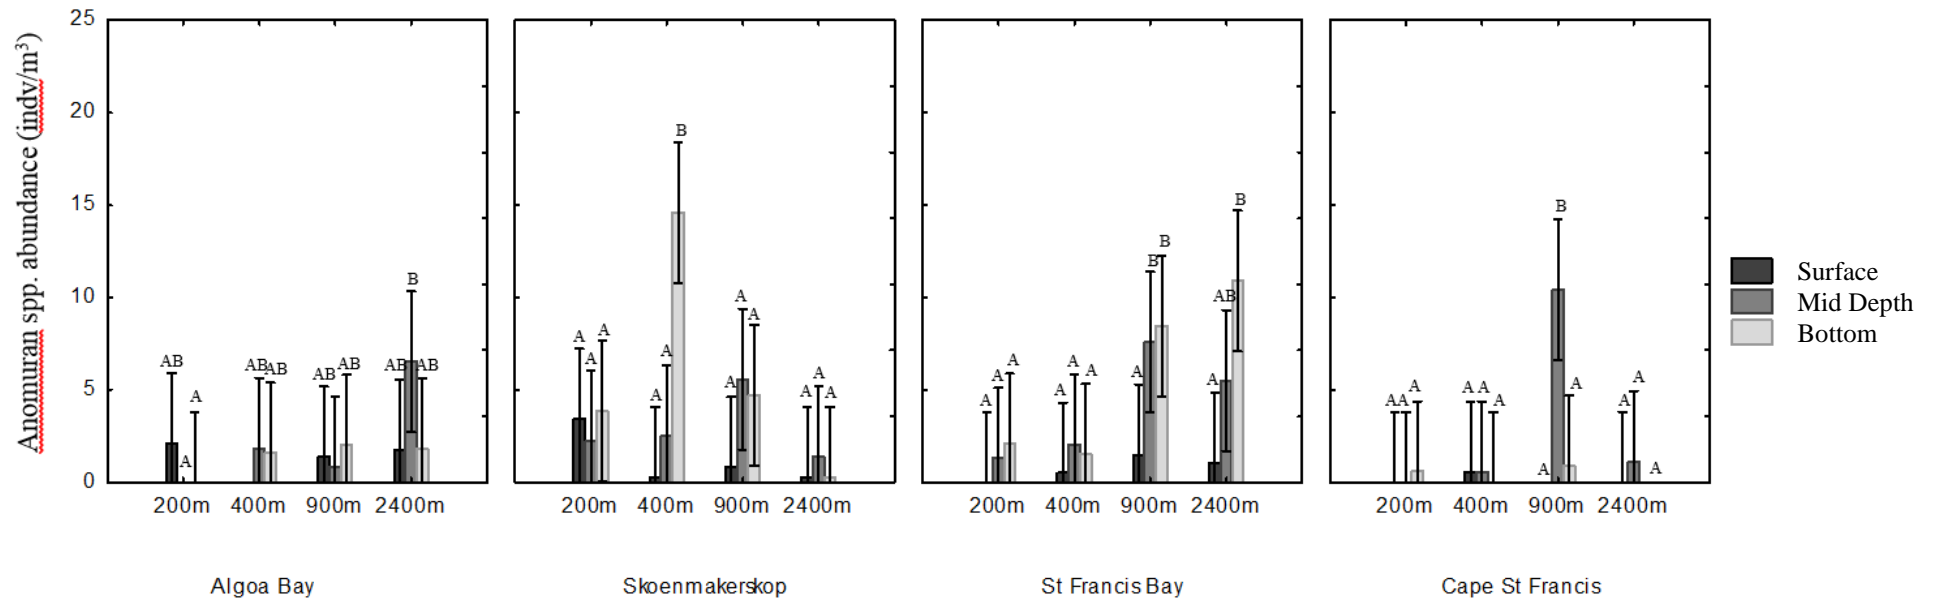 Anomuran spp. abundance (indv/m³)
25
20
15
10
5
0
AB
A
A
AB
AB
AB
AB
AB
B
AB
200m 400m 900m 2400m
Algoa Bay
A
A
A
A
A
B
A
A
A
A
A
A
200m 400m 900m 2400m
Skoenmakerskop
A
A
A
A
A
A
A
B
B
A
AB
B
200m 400m 900m 2400m
St Francis Bay
A
A
A
A
A
A
A
B
A
A
A
A
200m 400m 900m 2400m
Cape St Francis
Surface
Mid Depth
Bottom